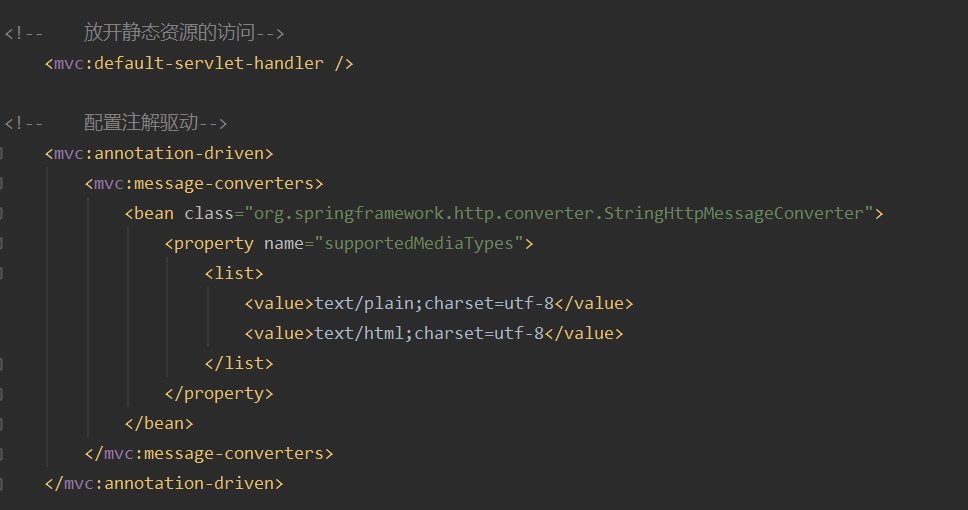 <!--    放开静态资源的访问-->
    <mvc:default-servlet-handler />

<!--    配置注解驱动-->
    <mvc:annotation-driven>
        <mvc:message-converters>
            <bean class="org.springframework.http.converter.StringHttpMessageConverter">
                <property name="supportedMediaTypes">
                    <list>
                        <value>text/plain;charset=utf-8</value>
                        <value>text/html;charset=utf-8</value>
                    </list>
                </property>
            </bean>
        </mvc:message-converters>
    </mvc:annotation-driven>